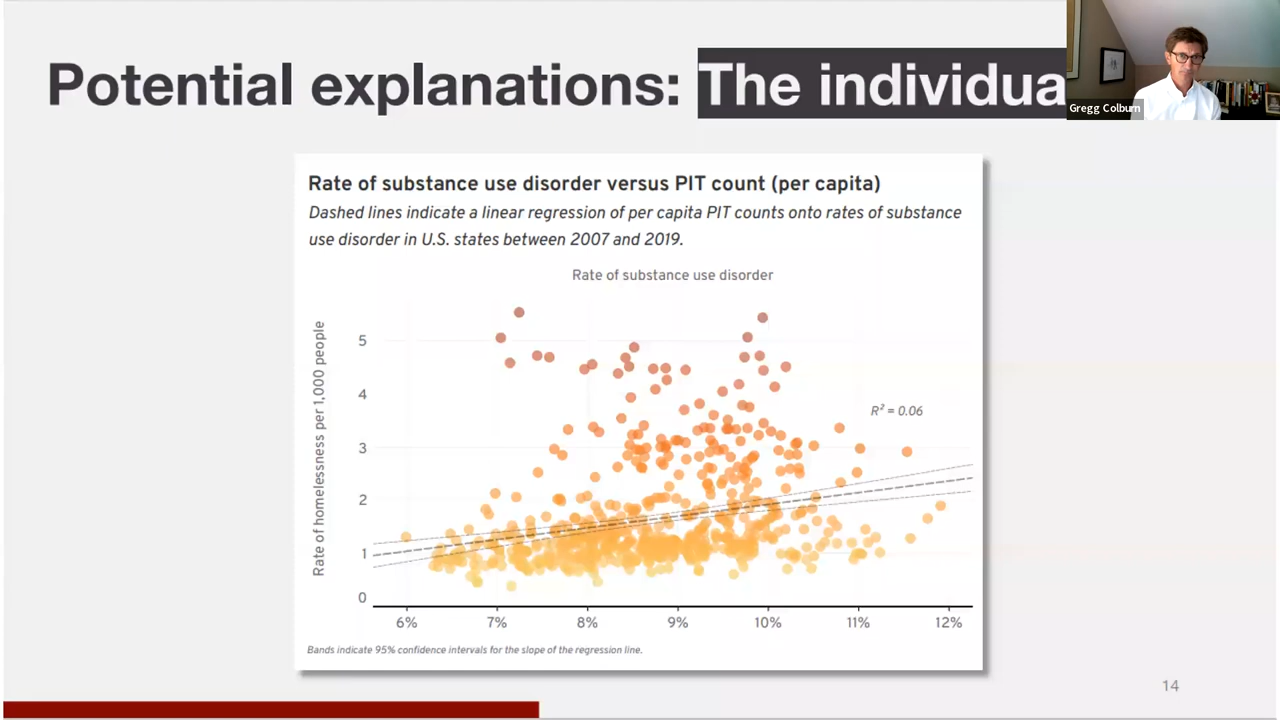 Potential explanations: The individua
Gregg Colburn
Rate of substance use disorder versus PIT count (per capita)
Dashed lines indicate a linear regression of per capita PIT counts onto rates of substance
use disorder in U.S. states between 2007 and 2019.
Rate of substance use disorder
Rate of homelessness per 1,000 people
5
4
3
2
1
0
R² = 0.06
6%
7%
8%
9%
10%
11%
12%
Bands indicate 95% confidence intervals for the slope of the regression line.
14